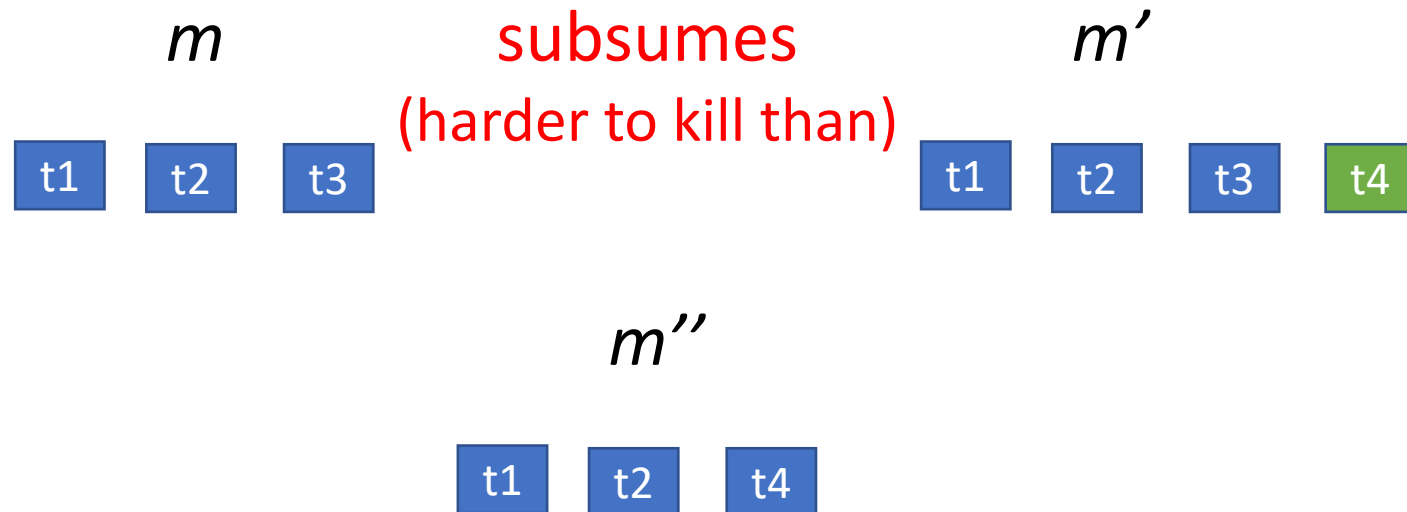 m subsumes m’
(harder to kill than)
t1 t2 t3 t1 t2 t3 t4
m’’
t1 t2 t4